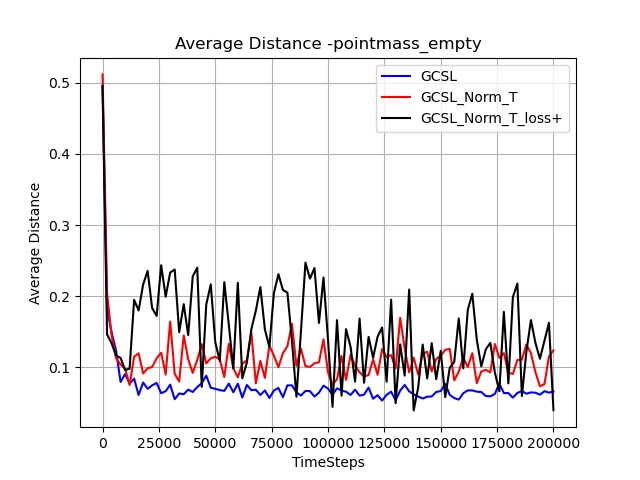 Average Distance -pointmass_empty
GCSL
GCSL_Norm_T
GCSL_Norm_T_loss+
Average Distance
0.5
0.4
0.3
0.2
0.1
0 25000 50000 75000 100000 125000 150000 175000 200000
TimeSteps